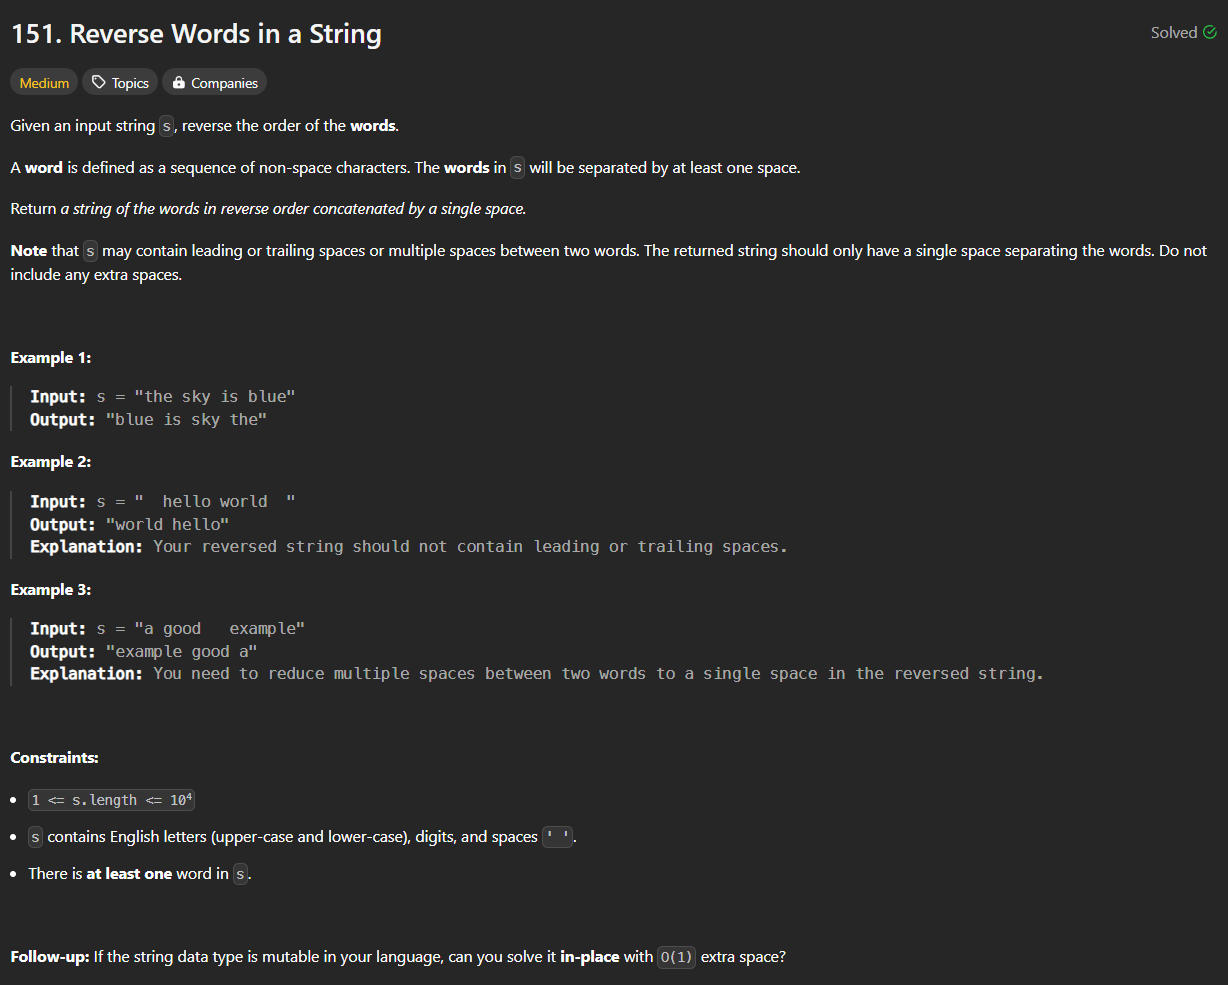 151. Reverse Words in a String
Solved
Medium
Topics
Companies
Given an input string s, reverse the order of the words.
A word is defined as a sequence of non-space characters. The words in s will be separated by at least one space.
Return a string of the words in reverse order concatenated by a single space.
Note that s may contain leading or trailing spaces or multiple spaces between two words. The returned string should only have a single space separating the words. Do not
include any extra spaces.
Example 1:
Input: s = "the sky is blue"
Output: "blue is sky the"
Example 2:
Input: s = "  hello world  "
Output: "world hello"
Explanation: Your reversed string should not contain leading or trailing spaces.
Example 3:
Input: s = "a good   example"
Output: "example good a"
Explanation: You need to reduce multiple spaces between two words to a single space in the reversed string.
Constraints:
• 1 <= s.length <= 10⁴
• s contains English letters (upper-case and lower-case), digits, and spaces ' '.
• There is at least one word in s.
Follow-up: If the string data type is mutable in your language, can you solve it in-place with O(1) extra space?